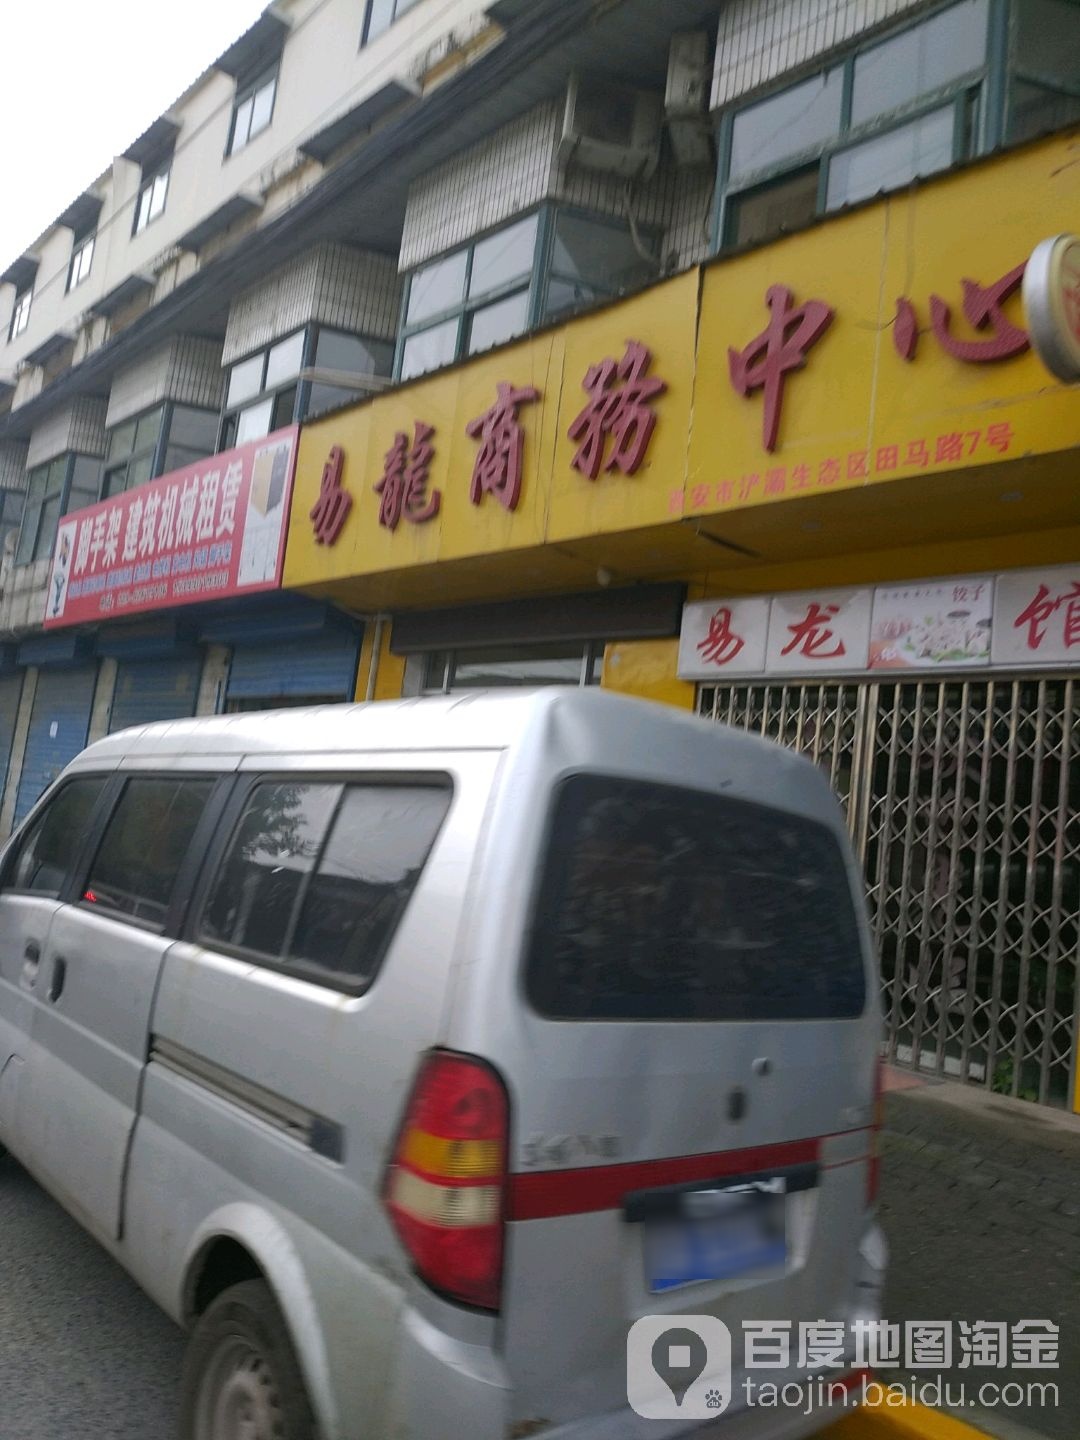 易龍商務中心
西安市浐灞生态区田马路7号
脚手架 建筑机械租赁
易龙
饺子
馆
百度地图淘金
taojin.baidu.com